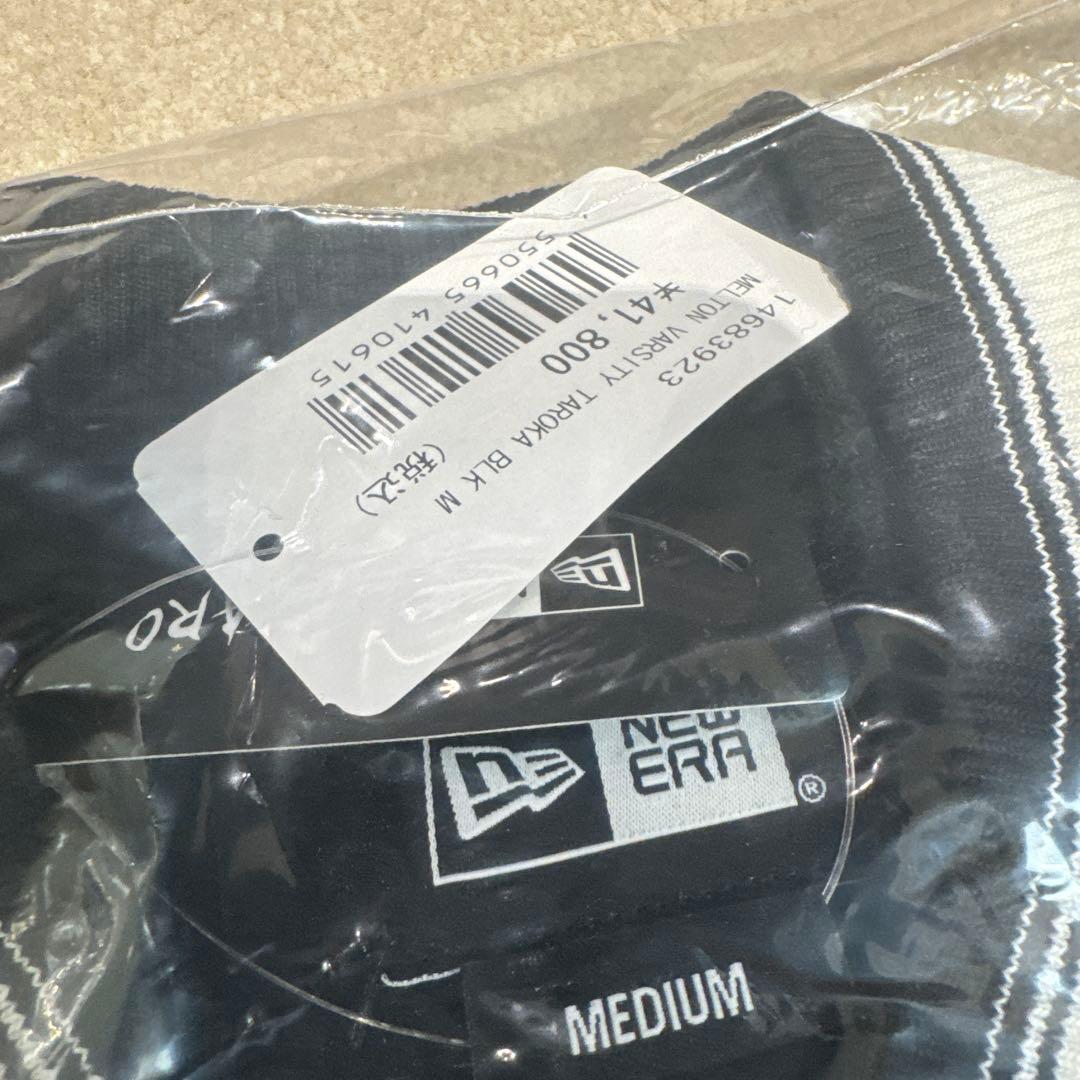 14683923
MELTON VARSITY TAROKA BLK M
¥41,800
(税込)
550665 410615
NEW
ERA
®
MEDIUM